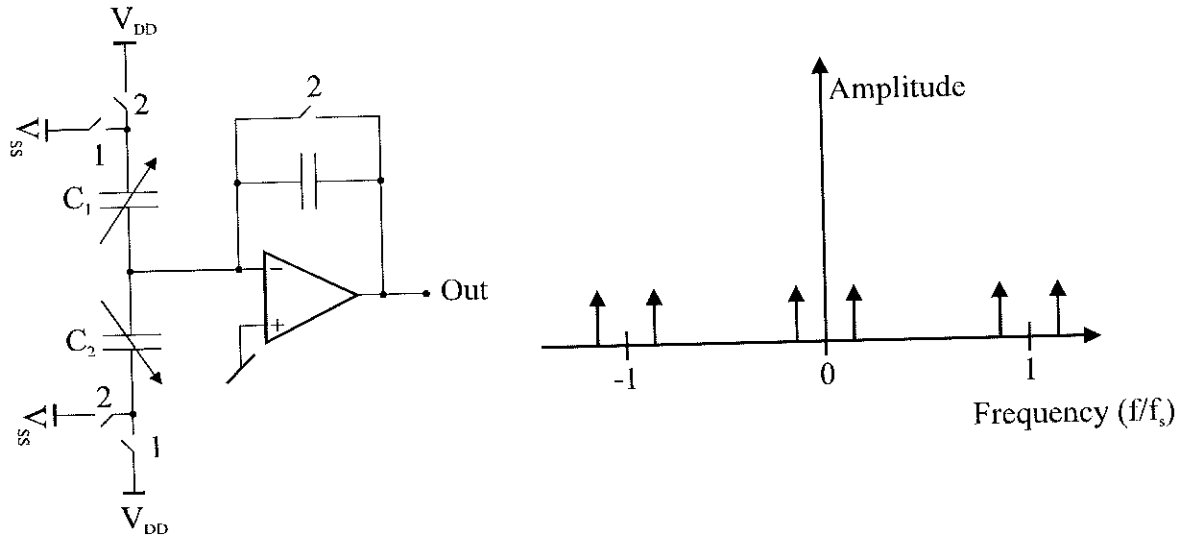 V_DD
2
V_ss
1
C_1
2
−
+
Out
C_2
2
V_ss
1
V_DD
Amplitude
-1
0
1
Frequency (f/f_s)